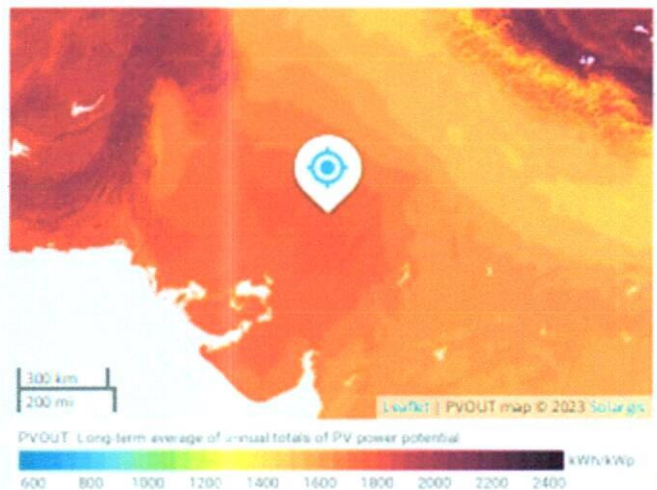 300 km
200 mi
Leaflet | PVOUT map © 2023 Solargis
PVOUT: Long-term average of annual totals of PV power potential
kWh/kWp
600 800 1000 1200 1400 1600 1800 2000 2200 2400